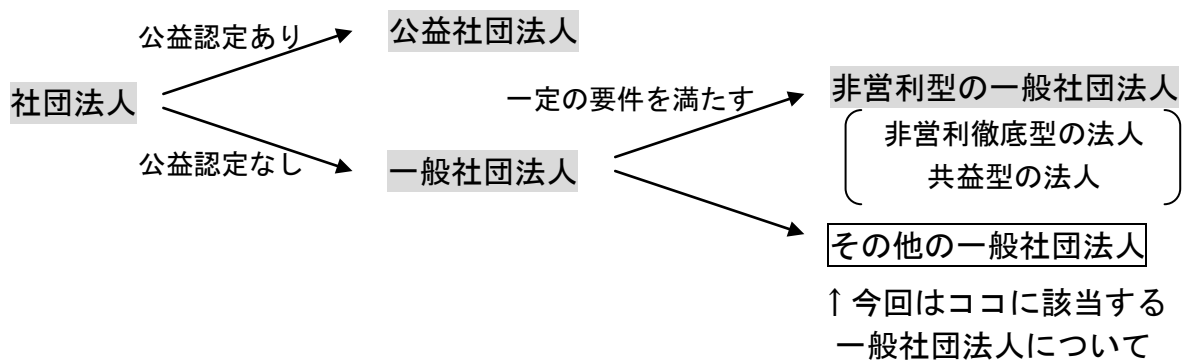 公益認定あり
公益社団法人
社団法人
公益認定なし
一般社団法人
一定の要件を満たす
非営利型の一般社団法人
非営利徹底型の法人
共益型の法人
その他の一般社団法人
↑今回はココに該当する
一般社団法人について